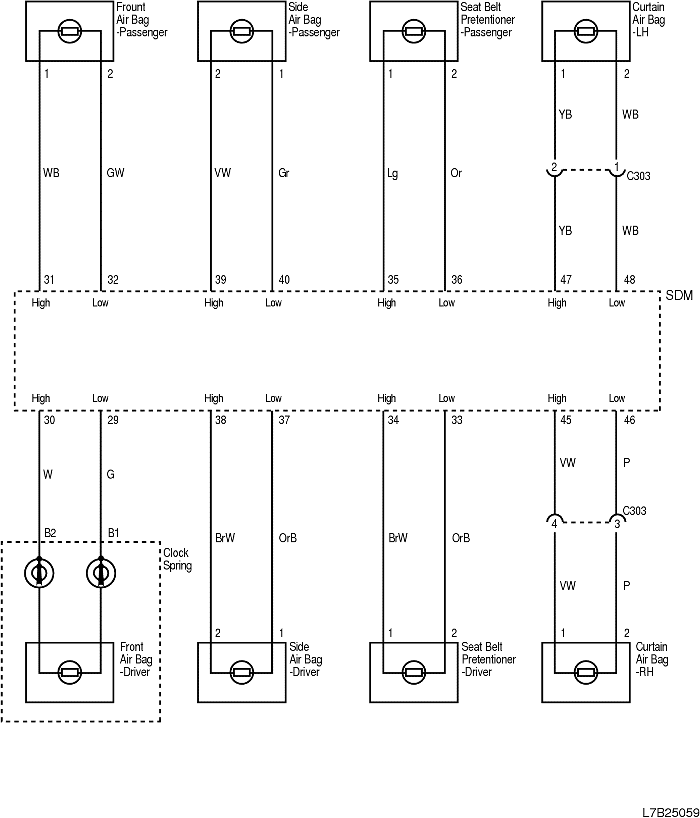 Frount
Air Bag
-Passenger
Side
Air Bag
-Passenger
Seat Belt
Pretentioner
-Passenger
Curtain
Air Bag
-LH
1 2 2 1 1 2 1 2
YB WB
2 1
C303
WB GW VW Gr Lg Or
YB WB
31 32 39 40 35 36 47 48
SDM
High Low High Low High Low High Low
High Low High Low High Low High Low
30 29 38 37 34 33 45 46
W G VW P
C303
4 3
B2 B1 BrW OrB BrW OrB
Clock
Spring
VW P
2 1 1 2 1 2
Front
Air Bag
-Driver
Side
Air Bag
-Driver
Seat Belt
Pretentioner
-Driver
Curtain
Air Bag
-RH
L7B25059